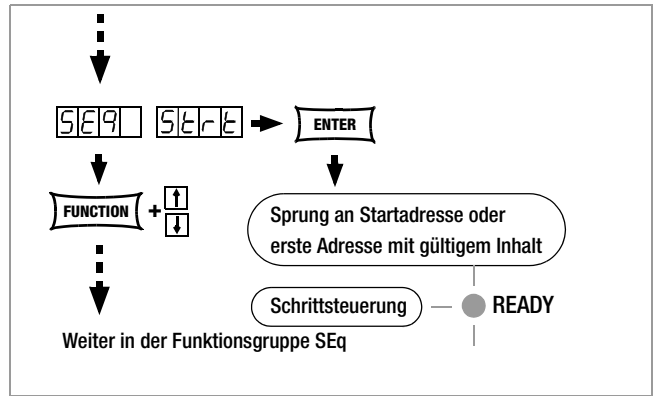 SEq Strt ENTER
FUNCTION +
Sprung an Startadresse oder
erste Adresse mit gültigem Inhalt
Schrittsteuerung READY
Weiter in der Funktionsgruppe SEq